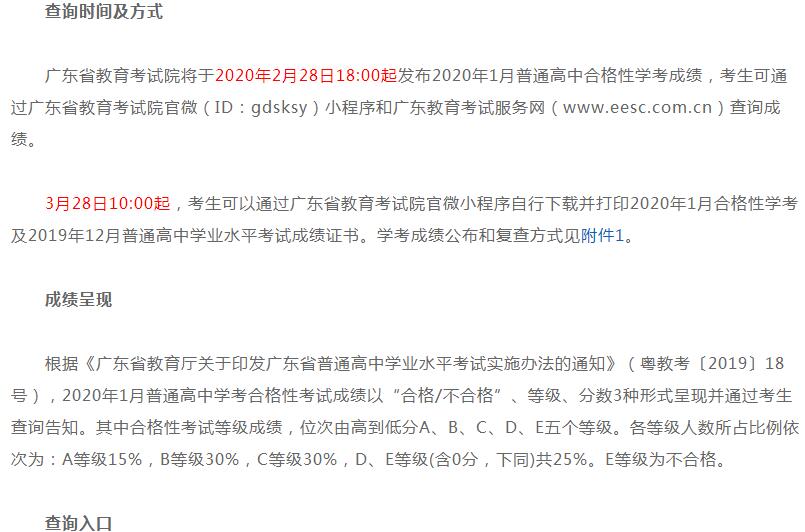 查询时间及方式
广东省教育考试院将于2020年2月28日18:00起发布2020年1月普通高中合格性学考成绩，考生可通
过广东省教育考试院官微（ID：gdsksy）小程序和广东教育考试服务网（www.eesc.com.cn）查询成
绩。
3月28日10:00起，考生可以通过广东省教育考试院官微小程序自行下载并打印2020年1月合格性学考
及2019年12月普通高中学业水平考试成绩证书。学考成绩公布和复查方式见附件1。
成绩呈现
根据《广东省教育厅关于印发广东省普通高中学业水平考试实施办法的通知》（粤教考〔2019〕18
号），2020年1月普通高中学考合格性考试成绩以“合格/不合格”、等级、分数3种形式呈现并通过考生
查询告知。其中合格性考试等级成绩，位次由高到低分A、B、C、D、E五个等级。各等级人数所占比例依
次为：A等级15%，B等级30%，C等级30%，D、E等级(含0分，下同)共25%。E等级为不合格。
查询入口